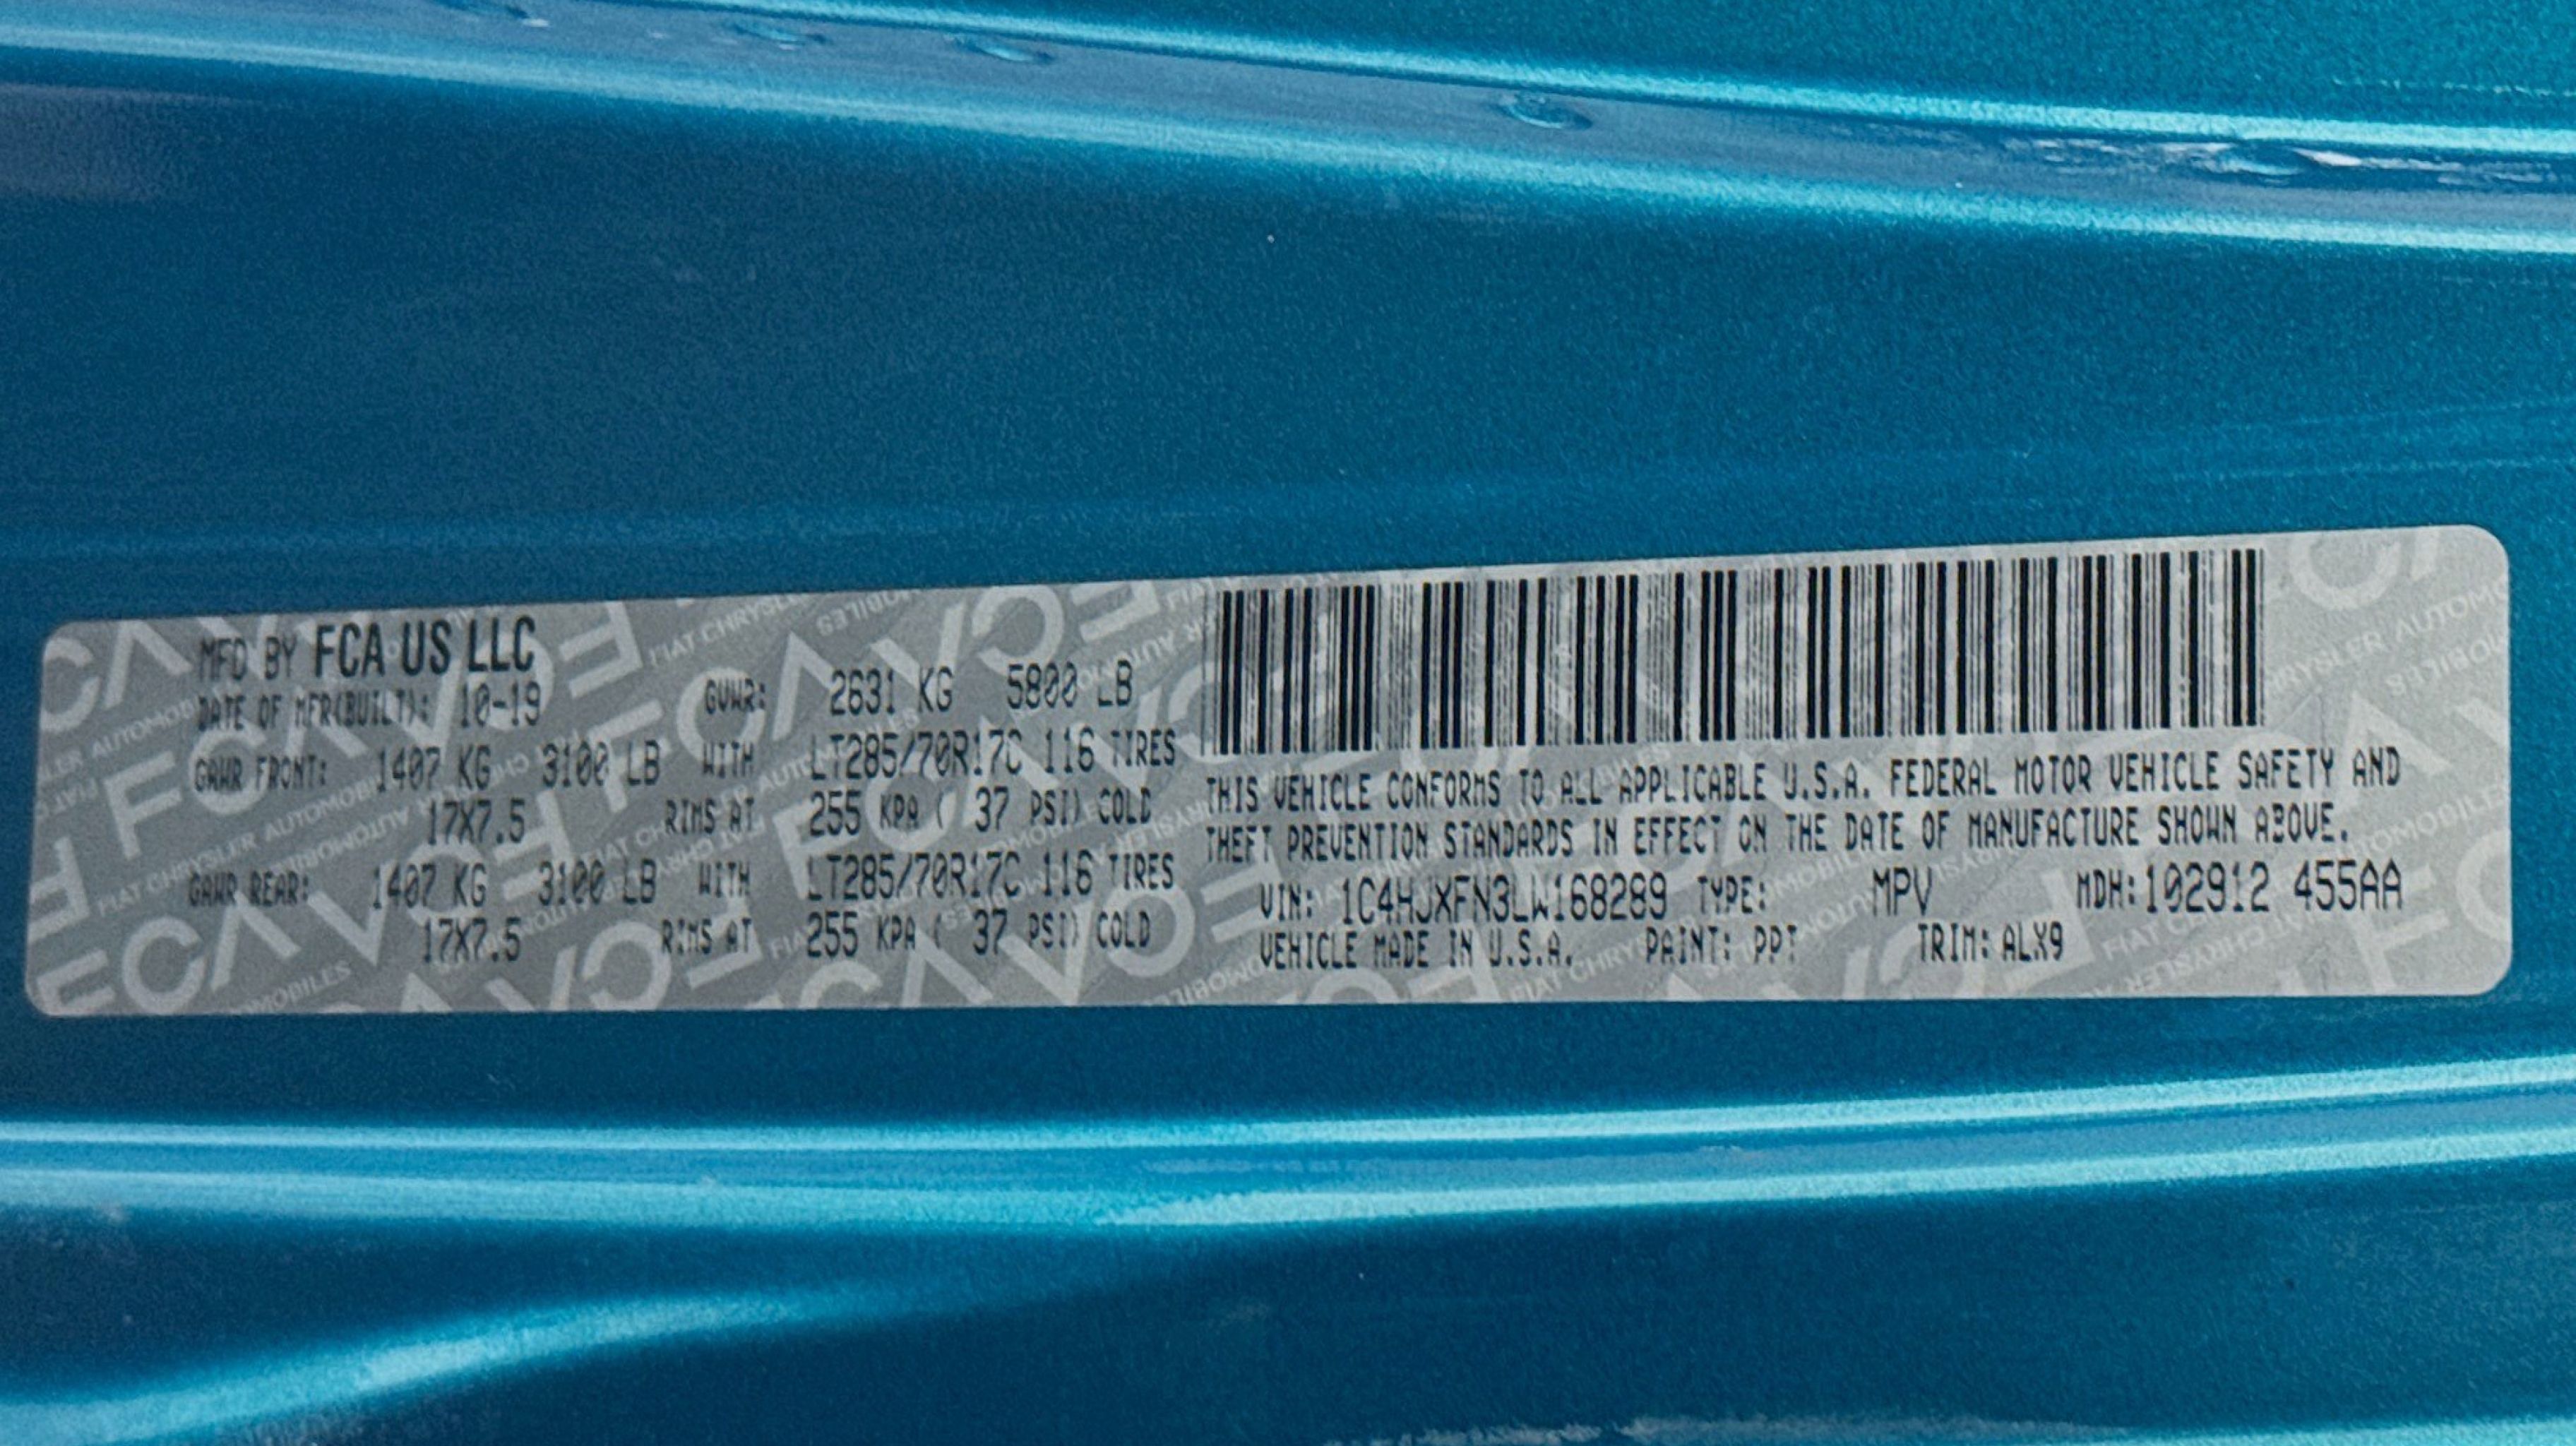 MFD BY FCA US LLC
DATE OF MFR(BUILT): 10-19 GVWR: 2631 KG 5800 LB
GAWR FRONT: 1407 KG 3100 LB WITH LT285/70R17C 116 TIRES
17X7.5 RIMS AT 255 KPA ( 37 PSI) COLD
GAWR REAR: 1407 KG 3100 LB WITH LT285/70R17C 116 TIRES
17X7.5 RIMS AT 255 KPA ( 37 PSI) COLD
THIS VEHICLE CONFORMS TO ALL APPLICABLE U.S.A. FEDERAL MOTOR VEHICLE SAFETY AND
THEFT PREVENTION STANDARDS IN EFFECT ON THE DATE OF MANUFACTURE SHOWN ABOVE.
VIN: 1C4HJXFN3LW168289 TYPE: MPV MDH: 102912 455AA
VEHICLE MADE IN U.S.A. PAINT: PPT TRIM: ALX9